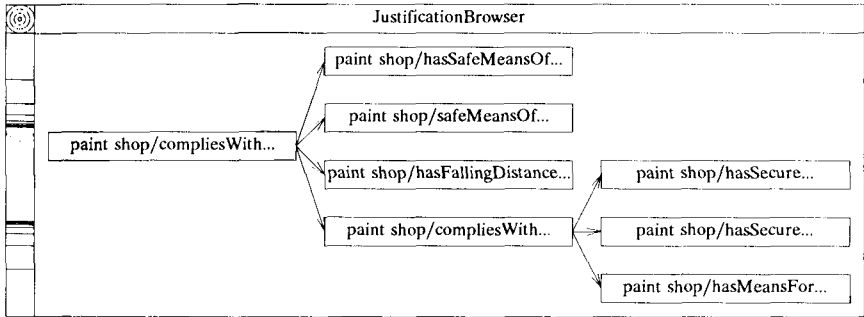 JustificationBrowser
paint shop/hasSafeMeansOf...
paint shop/safeMeansOf...
paint shop/compliesWith...
paint shop/hasFallingDistance...
paint shop/hasSecure...
paint shop/compliesWith...
paint shop/hasSecure...
paint shop/hasMeansFor...